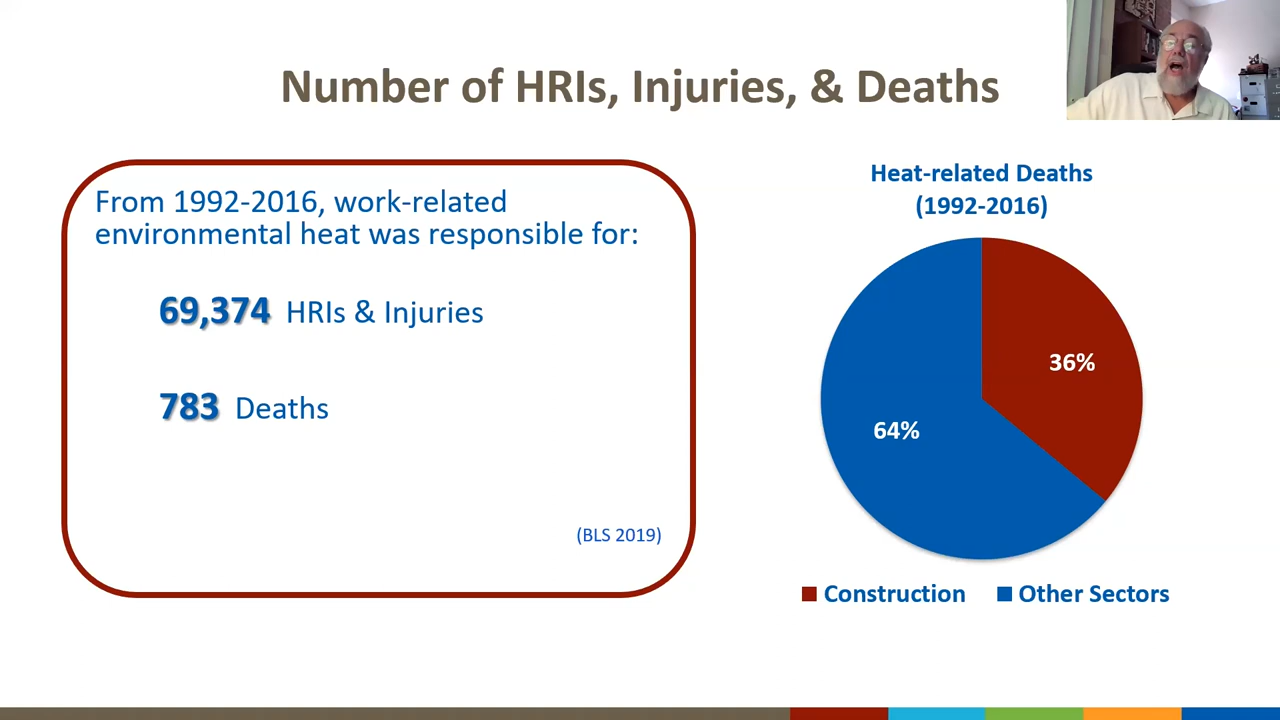 Number of HRIs, Injuries, & Deaths
From 1992-2016, work-related
environmental heat was responsible for:
69,374 HRIs & Injuries
783 Deaths
(BLS 2019)
Heat-related Deaths
(1992-2016)
36%
64%
Construction
Other Sectors